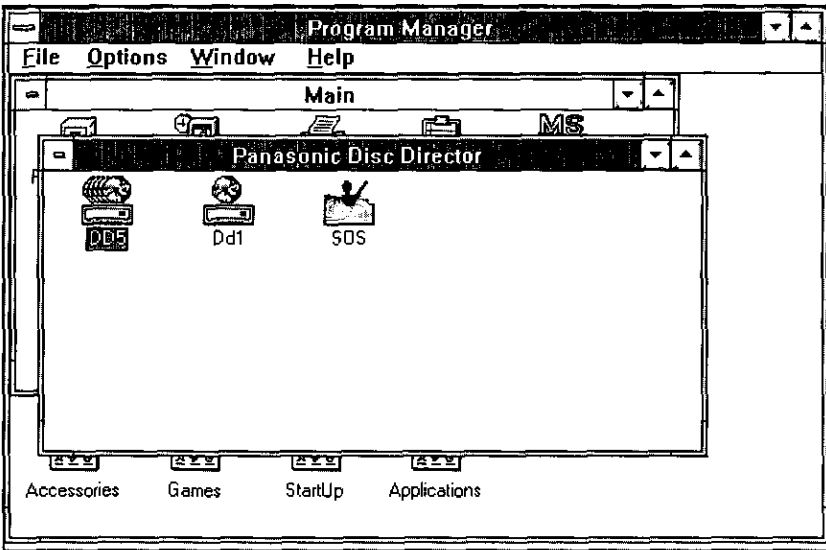 Program Manager
File Options Window Help
Main
MS
Panasonic Disc Director
DD5 Dd1 SOS
Accessories Games StartUp Applications